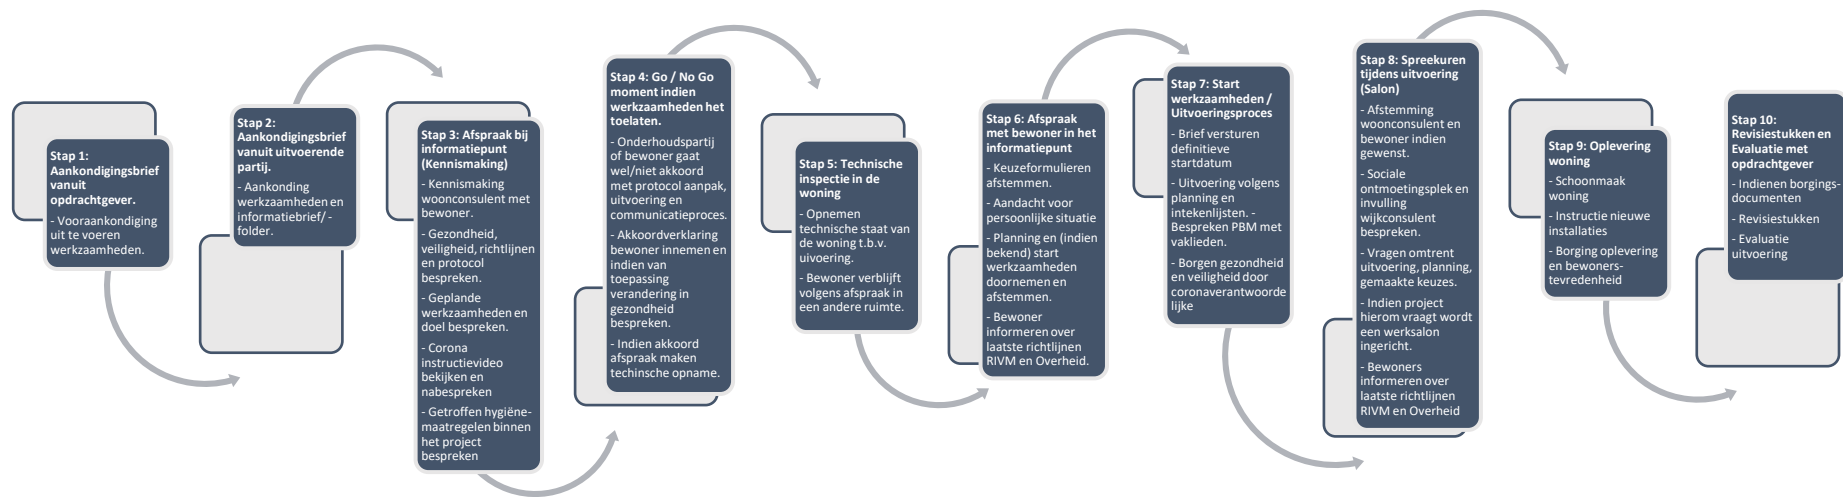 Stap 1:
Aankondigingsbrief
vanuit
opdrachtgever.
- Vooraankondiging
uit te voeren
werkzaamheden.
Stap 2:
Aankondigingsbrief
vanuit uitvoerende
partij.
- Aankonding
werkzaamheden en
informatiebrief/ -
folder.
Stap 3: Afspraak bij
informatiepunt
(Kennismaking)
- Kennismaking
woonconsulent met
bewoner.
- Gezondheid,
veiligheid, richtlijnen
en protocol
bespreken.
- Geplande
werkzaamheden en
doel bespreken.
- Corona
instructievideo
bekijken en
nabespreken
- Getroffen hygiëne-
maatregelen binnen
het project
bespreken
Stap 4: Go / No Go
moment indien
werkzaamheden het
toelaten.
- Onderhoudspartij
of bewoner gaat
wel/niet akkoord
met protocol aanpak,
uitvoering en
communicatieproces.
- Akkoordverklaring
bewoner innemen en
indien van
toepassing
verandering in
gezondheid
bespreken.
- Indien akkoord
afspraak maken
techinsche opname.
Stap 5: Technische
inspectie in de
woning
- Opnemen
technische staat van
de woning t.b.v.
uivoering.
- Bewoner verblijft
volgens afspraak in
een andere ruimte.
Stap 6: Afspraak
met bewoner in het
informatiepunt
- Keuzeformulieren
afstemmen.
- Aandacht voor
persoonlijke situatie
- Planning en (indien
bekend) start
werkzaamheden
doornemen en
afstemmen.
- Bewoner
informeren over
laatste richtlijnen
RIVM en Overheid.
Stap 7: Start
werkzaamheden /
Uitvoeringsproces
- Brief versturen
definitieve
startdatum
- Uitvoering volgens
planning en
intekenlijsten. -
Bespreken PBM met
vaklieden.
- Borgen gezondheid
en veiligheid door
coronaverantwoorde
lijke
Stap 8: Spreekuren
tijdens uitvoering
(Salon)
- Afstemming
woonconsulent en
bewoner indien
gewenst.
- Sociale
ontmoetingsplek en
invulling
wijkconsulent
bespreken.
- Vragen omtrent
uitvoering, planning,
gemaakte keuzes.
- Indien project
hierom vraagt wordt
een werksalon
ingericht.
- Bewoners
informeren over
laatste richtlijnen
RIVM en Overheid
Stap 9: Oplevering
woning
- Schoonmaak
woning
- Instructie nieuwe
installaties
- Borging oplevering
en bewoners-
tevredenheid
Stap 10:
Revisiestukken en
Evaluatie met
opdrachtgever
- Indienen borgings-
documenten
- Revisiestukken
- Evaluatie
uitvoering